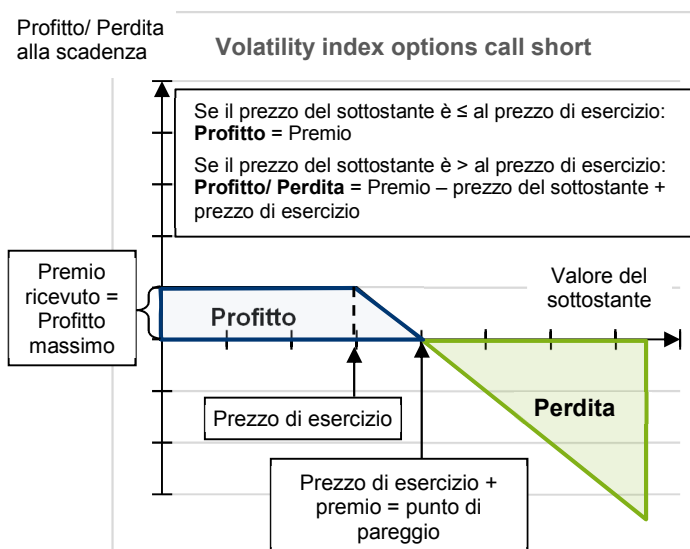 Profitto/ Perdita
alla scadenza
Volatility index options call short
Se il prezzo del sottostante è ≤ al prezzo di esercizio:
Profitto = Premio
Se il prezzo del sottostante è > al prezzo di esercizio:
Profitto/ Perdita = Premio – prezzo del sottostante +
prezzo di esercizio
Premio
ricevuto =
Profitto
massimo
Valore del
sottostante
Profitto
Prezzo di esercizio
Perdita
Prezzo di esercizio +
premio = punto di
pareggio